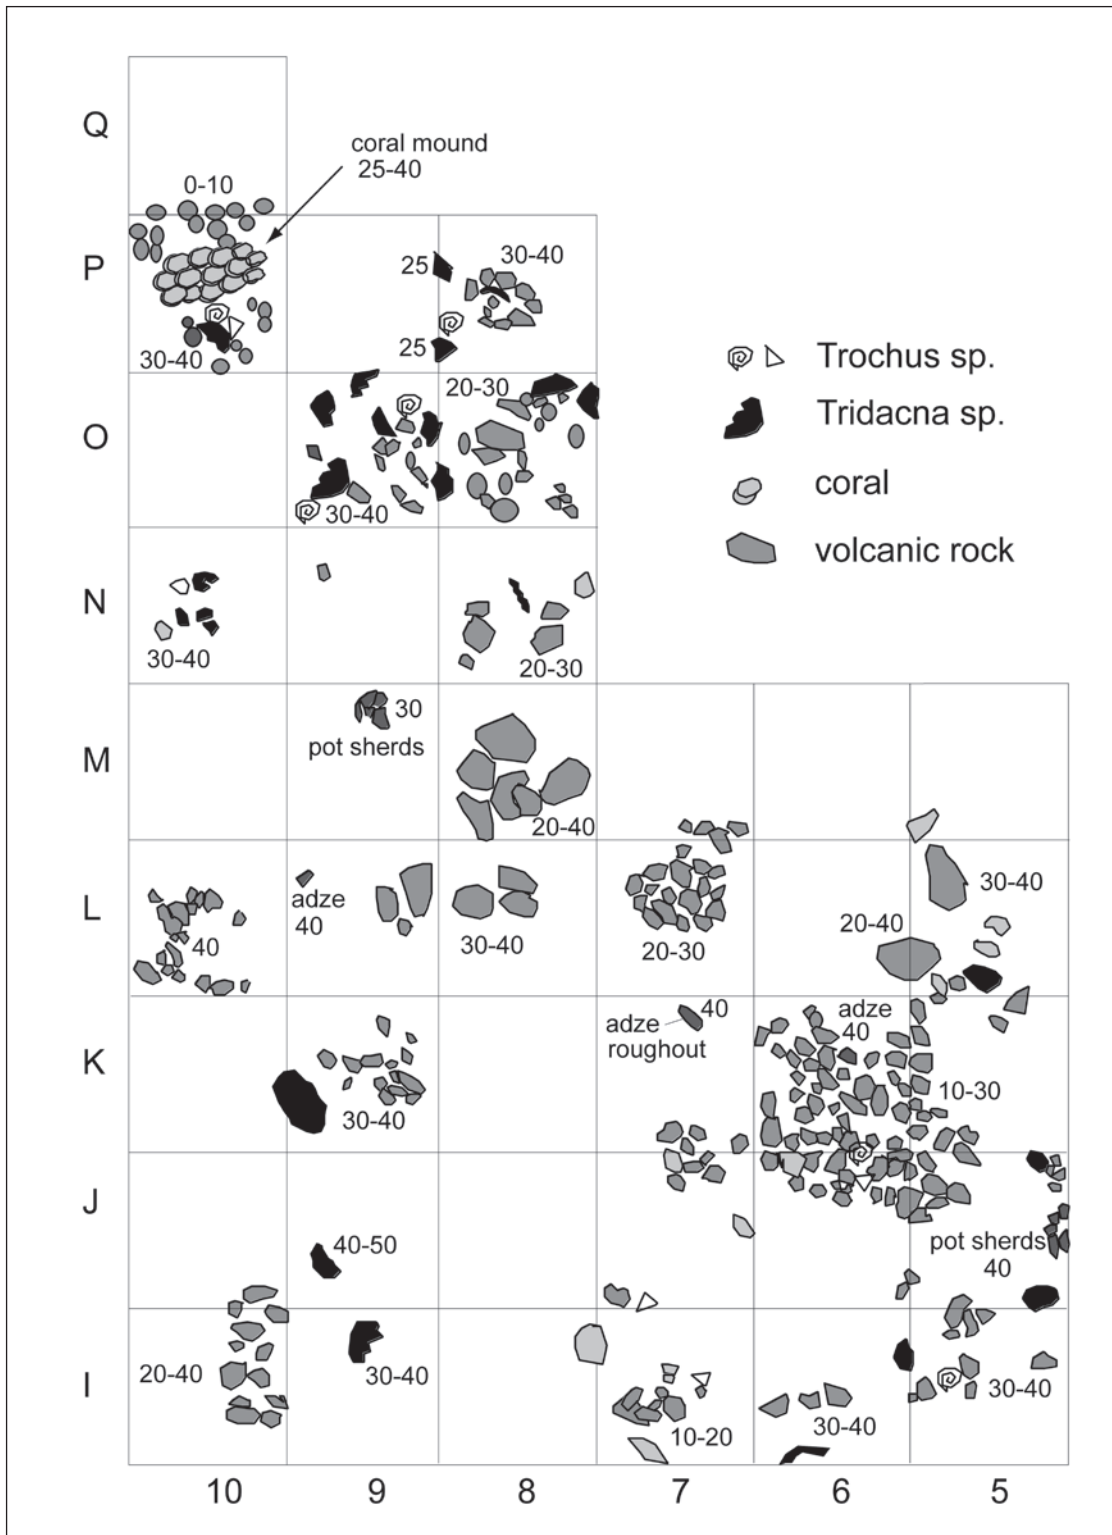 Q
0-10
coral mound
25-40
P
25
30-40
25
30-40
Trochus sp.
Tridacna sp.
coral
volcanic rock
O
20-30
30-40
N
30-40
20-30
M
30
pot sherds
20-40
L
40
adze
40
30-40
20-30
20-40
30-40
K
30-40
adze
roughout
40
adze
40
10-30
J
40-50
pot sherds
40
I
20-40
30-40
10-20
30-40
30-40
10 9 8 7 6 5